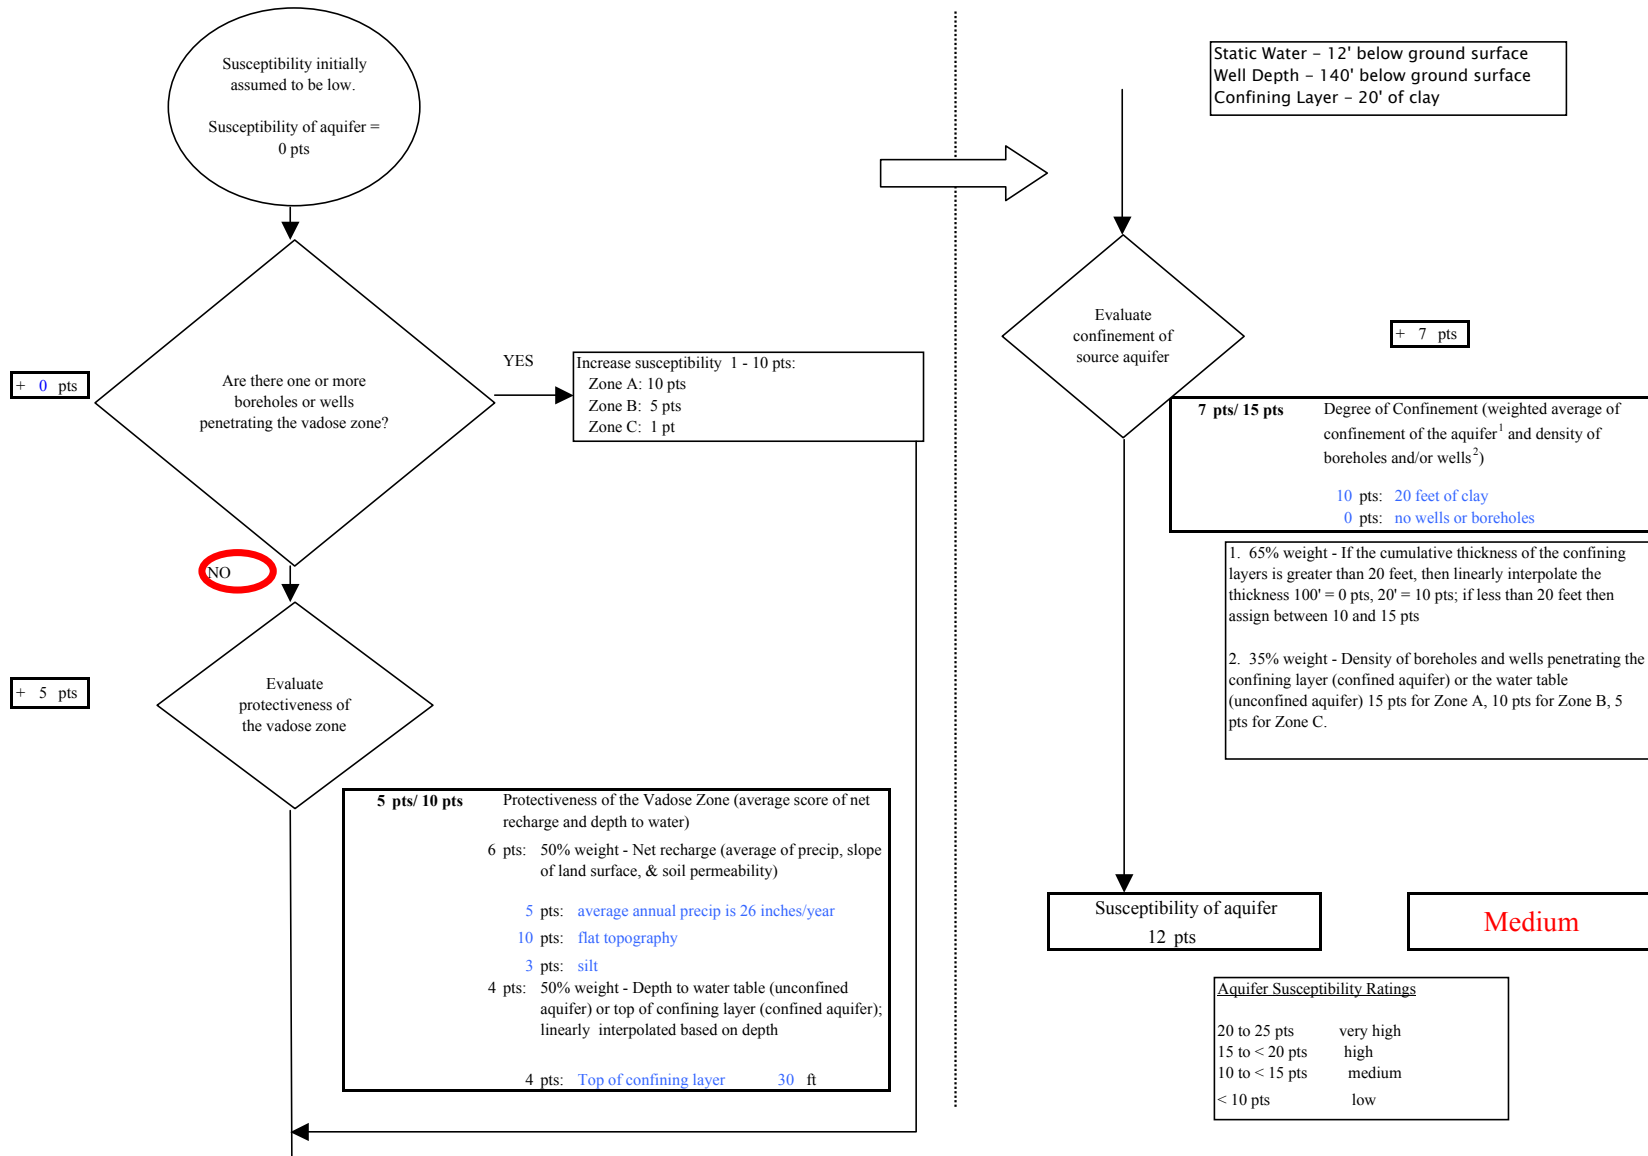 Susceptibility initially
assumed to be low.
Susceptibility of aquifer =
0 pts
+ 0 pts
Are there one or more
boreholes or wells
penetrating the vadose zone?
YES
Increase susceptibility 1 - 10 pts:
Zone A: 10 pts
Zone B: 5 pts
Zone C: 1 pt
NO
+ 5 pts
Evaluate
protectiveness of
the vadose zone
5 pts/ 10 pts Protectiveness of the Vadose Zone (average score of net
recharge and depth to water)
6 pts: 50% weight - Net recharge (average of precip, slope
of land surface, & soil permeability)
5 pts: average annual precip is 26 inches/year
10 pts: flat topography
3 pts: silt
4 pts: 50% weight - Depth to water table (unconfined
aquifer) or top of confining layer (confined aquifer);
linearly interpolated based on depth
4 pts: Top of confining layer 30 ft
Static Water – 12' below ground surface
Well Depth – 140' below ground surface
Confining Layer – 20' of clay
Evaluate
confinement of
source aquifer
+ 7 pts
7 pts/ 15 pts Degree of Confinement (weighted average of
confinement of the aquifer1 and density of
boreholes and/or wells2)
10 pts: 20 feet of clay
0 pts: no wells or boreholes
1. 65% weight - If the cumulative thickness of the confining
layers is greater than 20 feet, then linearly interpolate the
thickness 100' = 0 pts, 20' = 10 pts; if less than 20 feet then
assign between 10 and 15 pts
2. 35% weight - Density of boreholes and wells penetrating the
confining layer (confined aquifer) or the water table
(unconfined aquifer) 15 pts for Zone A, 10 pts for Zone B, 5
pts for Zone C.
Susceptibility of aquifer
12 pts
Medium
Aquifer Susceptibility Ratings
20 to 25 pts very high
15 to < 20 pts high
10 to < 15 pts medium
< 10 pts low